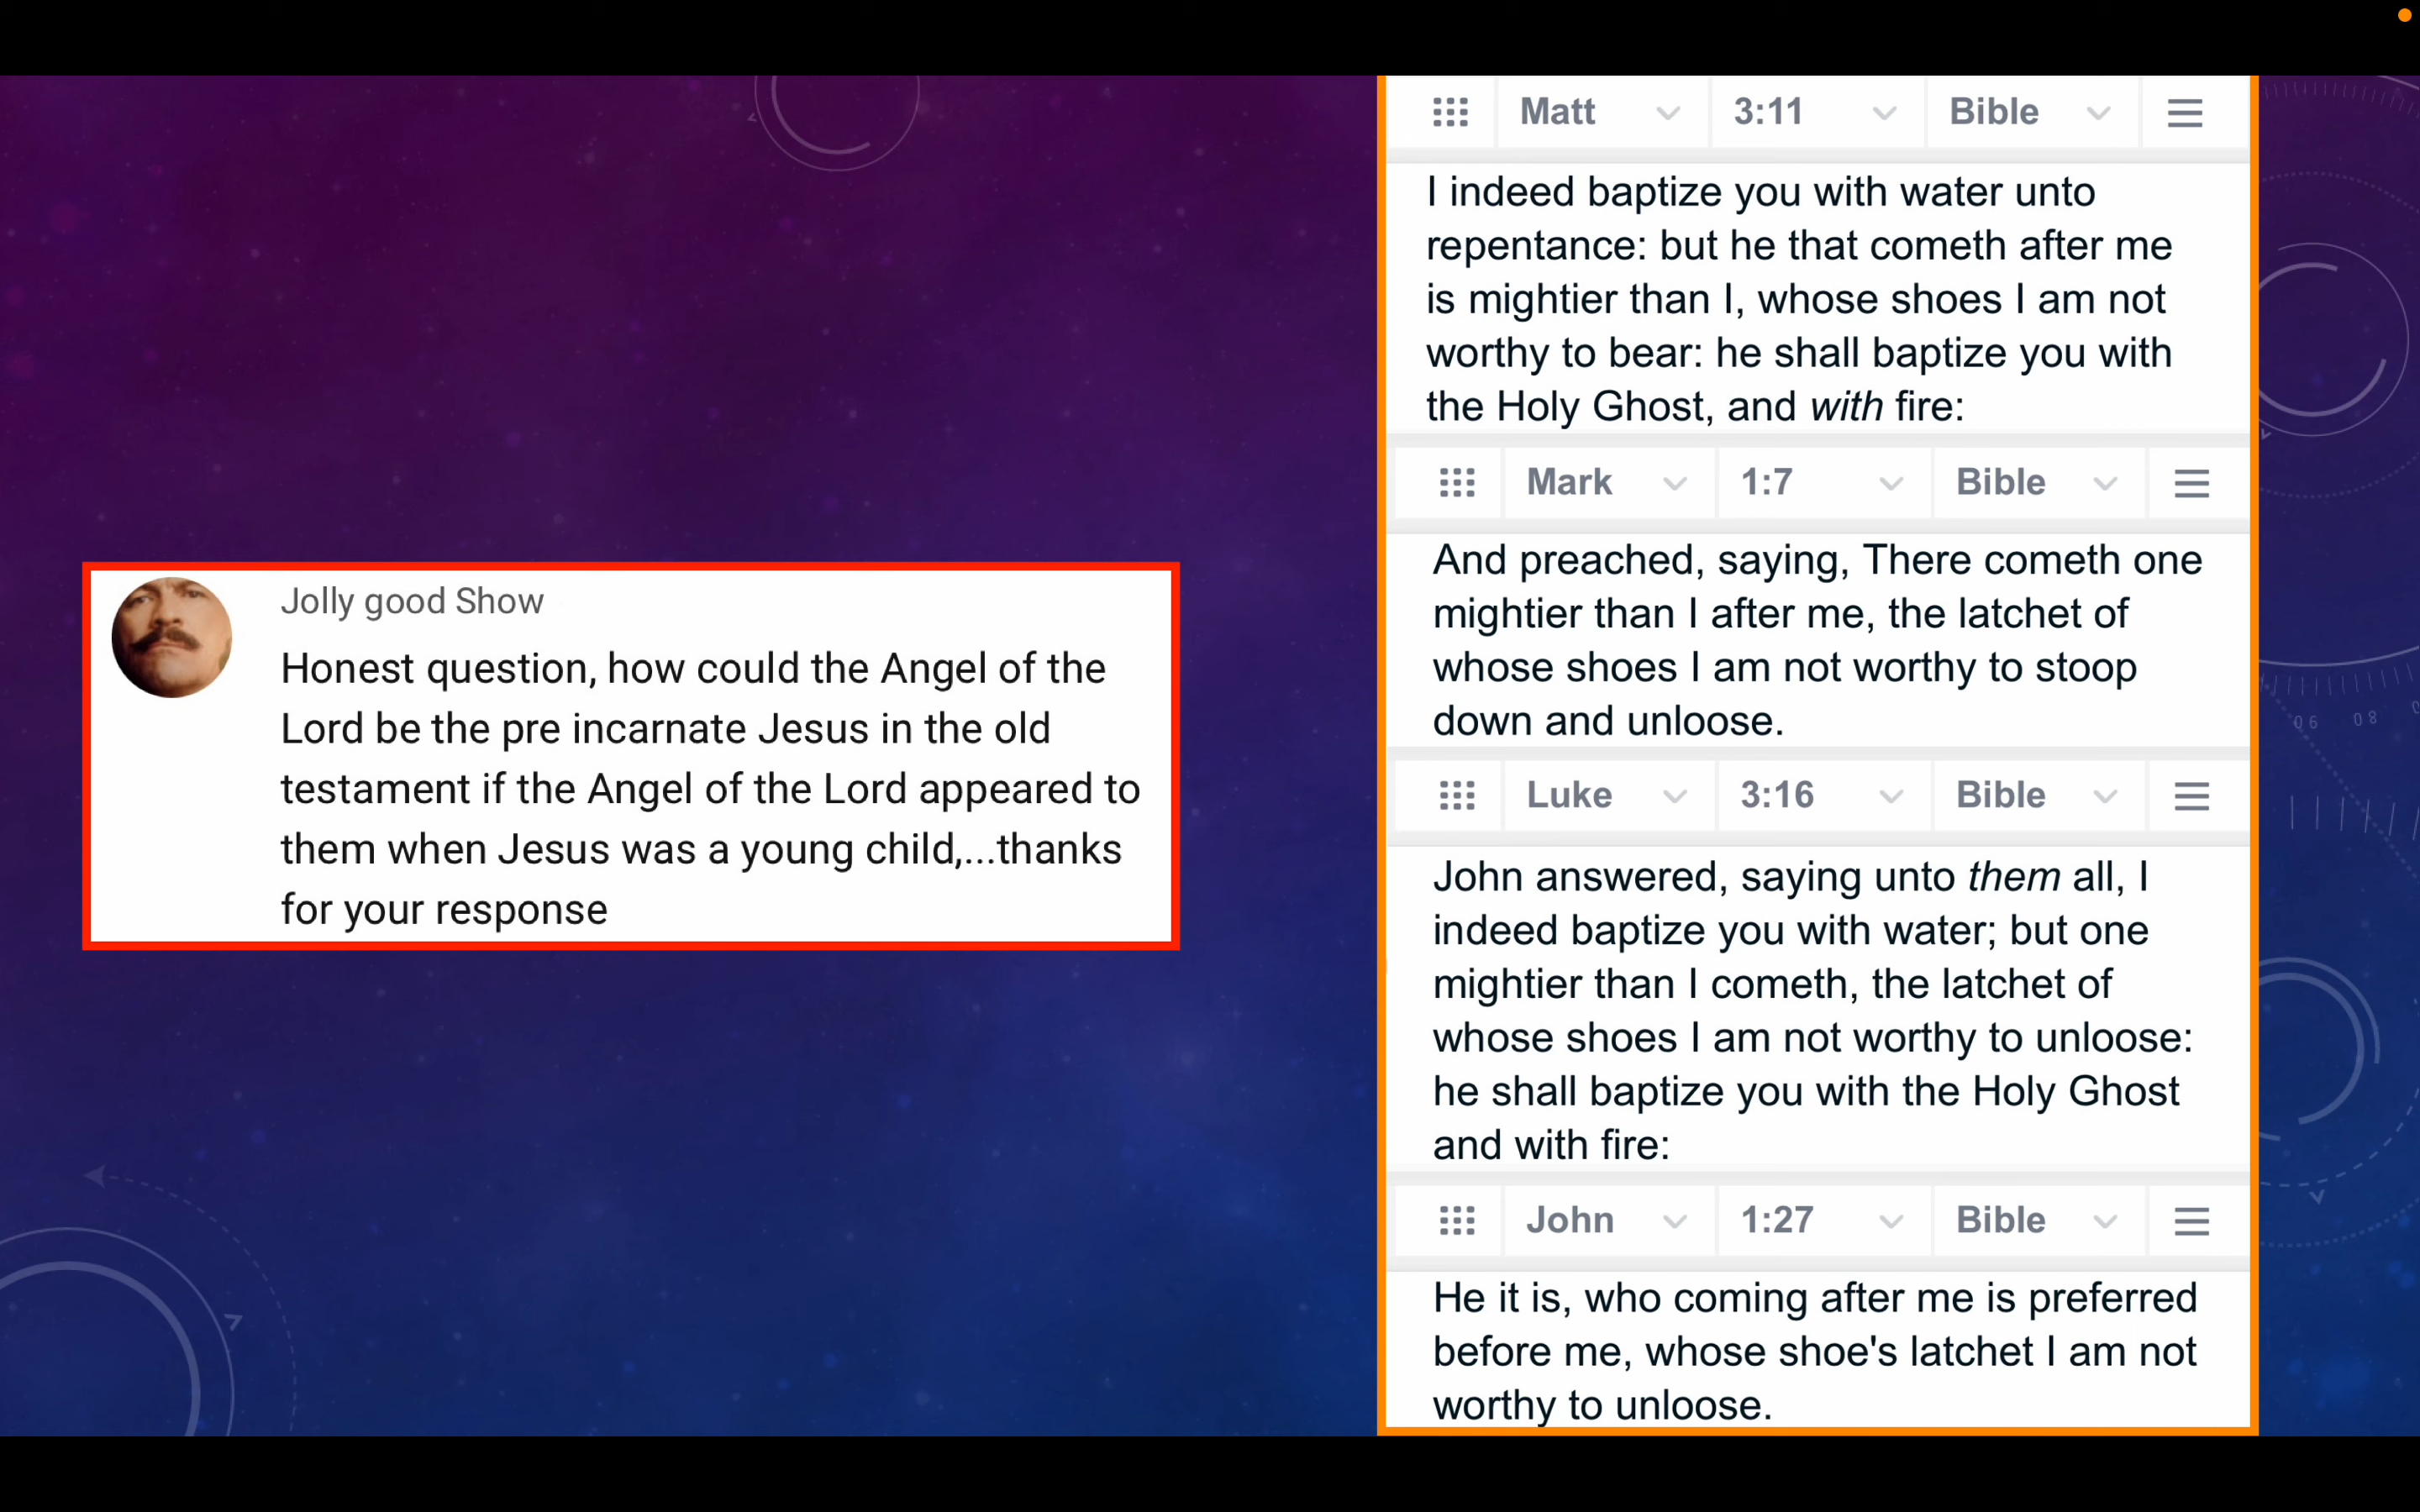 Jolly good Show
Honest question, how could the Angel of the
Lord be the pre incarnate Jesus in the old
testament if the Angel of the Lord appeared to
them when Jesus was a young child,...thanks
for your response
Matt 3:11 Bible
I indeed baptize you with water unto
repentance: but he that cometh after me
is mightier than I, whose shoes I am not
worthy to bear: he shall baptize you with
the Holy Ghost, and with fire:
Mark 1:7 Bible
And preached, saying, There cometh one
mightier than I after me, the latchet of
whose shoes I am not worthy to stoop
down and unloose.
Luke 3:16 Bible
John answered, saying unto them all, I
indeed baptize you with water; but one
mightier than I cometh, the latchet of
whose shoes I am not worthy to unloose:
he shall baptize you with the Holy Ghost
and with fire:
John 1:27 Bible
He it is, who coming after me is preferred
before me, whose shoe's latchet I am not
worthy to unloose.